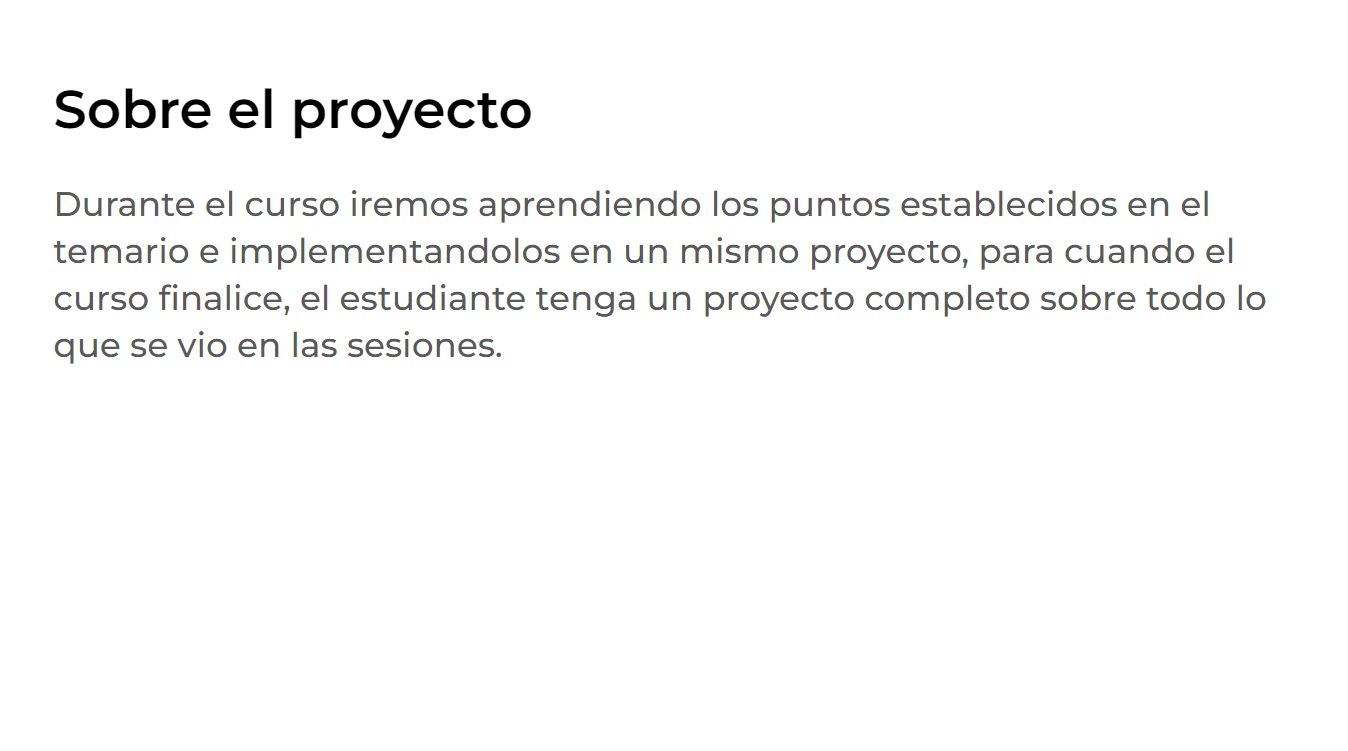 Sobre el proyecto
Durante el curso iremos aprendiendo los puntos establecidos en el
temario e implementandolos en un mismo proyecto, para cuando el
curso finalice, el estudiante tenga un proyecto completo sobre todo lo
que se vio en las sesiones.